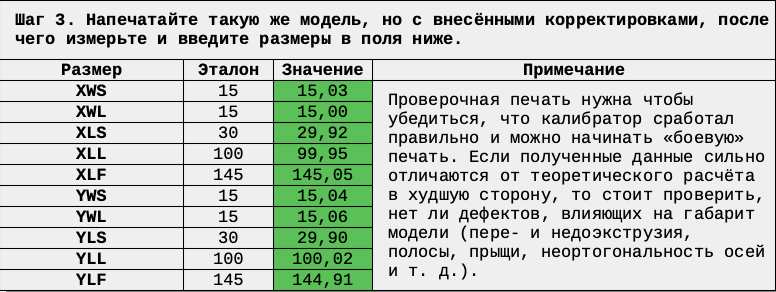 Шаг 3. Напечатайте такую же модель, но с внесёнными корректировками, после
чего измерьте и введите размеры в поля ниже.
Размер Эталон Значение Примечание
XWS 15 15,03
XWL 15 15,00
XLS 30 29,92
XLL 100 99,95
XLF 145 145,05
YWS 15 15,04
YWL 15 15,06
YLS 30 29,90
YLL 100 100,02
YLF 145 144,91
Проверочная печать нужна чтобы
убедиться, что калибратор сработал
правильно и можно начинать «боевую»
печать. Если полученные данные сильно
отличаются от теоретического расчёта
в худшую сторону, то стоит проверить,
нет ли дефектов, влияющих на габарит
модели (пере- и недоэкструзия,
полосы, прыщи, неортогональность осей
и т. д.).